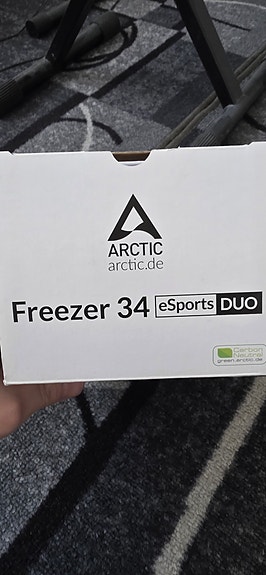 ARCTIC
arctic.de
Freezer 34 eSports DUO
Carbon
Neutral
green.arctic.de